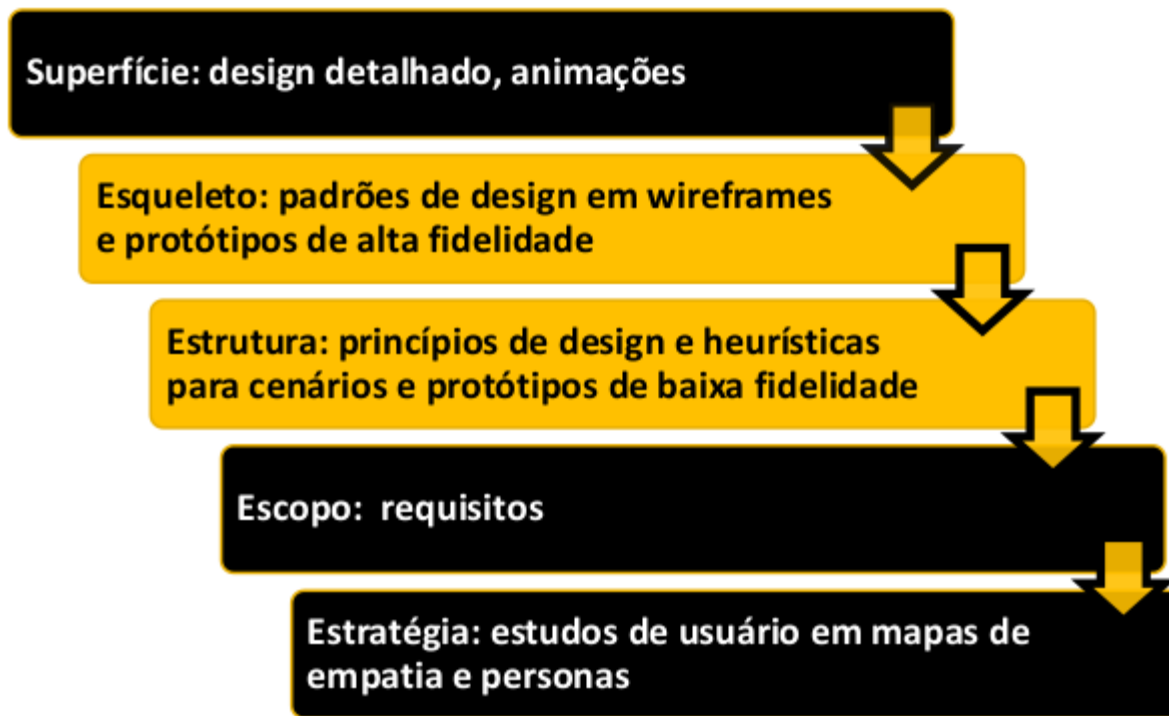 Superfície: design detalhado, animações
Esqueleto: padrões de design em wireframes
e protótipos de alta fidelidade
Estrutura: princípios de design e heurísticas
para cenários e protótipos de baixa fidelidade
Escopo:  requisitos
Estratégia: estudos de usuário em mapas de
empatia e personas